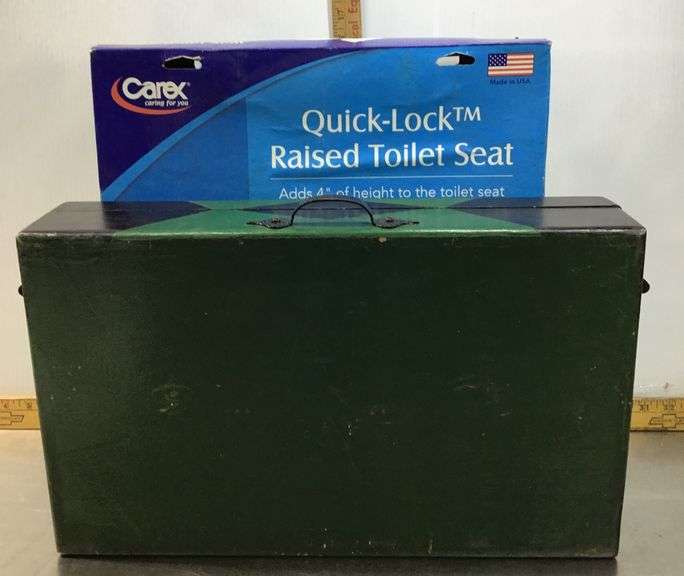 Carex
caring for you
Made in USA
Quick-Lock™
Raised Toilet Seat
Adds 4" of height to the toilet seat